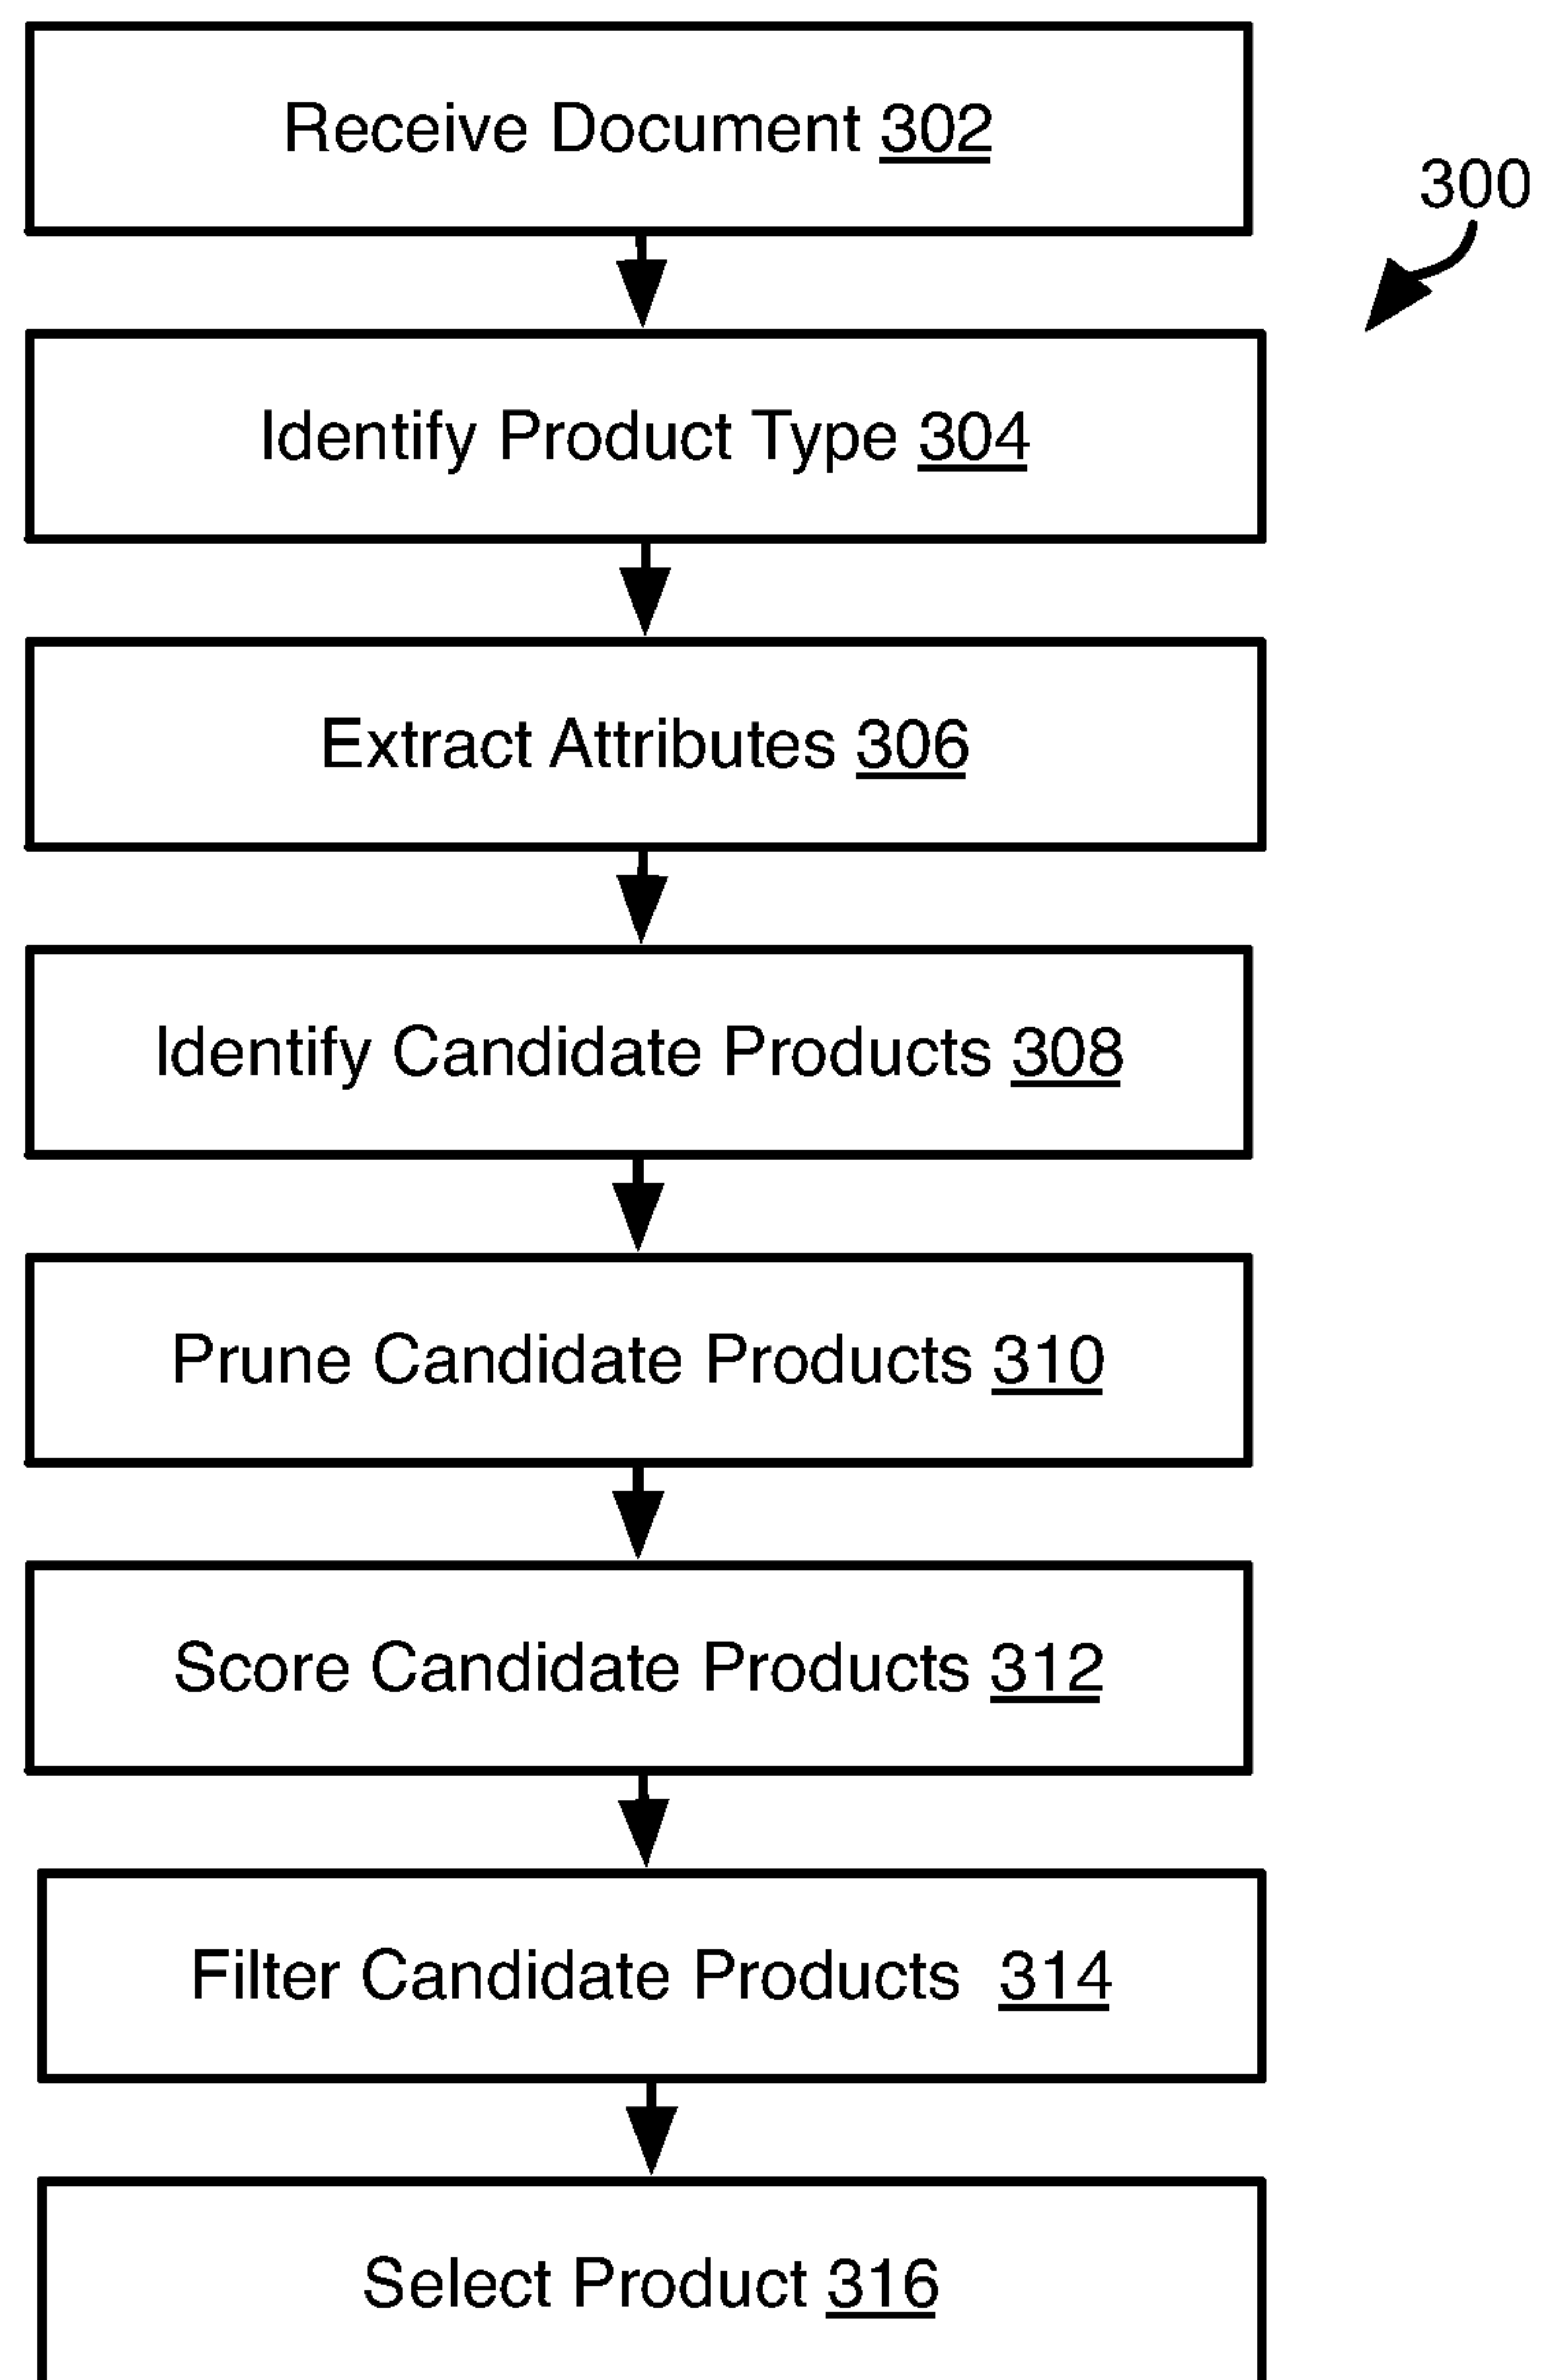 Receive Document 302
300
Identify Product Type 304
Extract Attributes 306
Identify Candidate Products 308
Prune Candidate Products 310
Score Candidate Products 312
Filter Candidate Products 314
Select Product 316